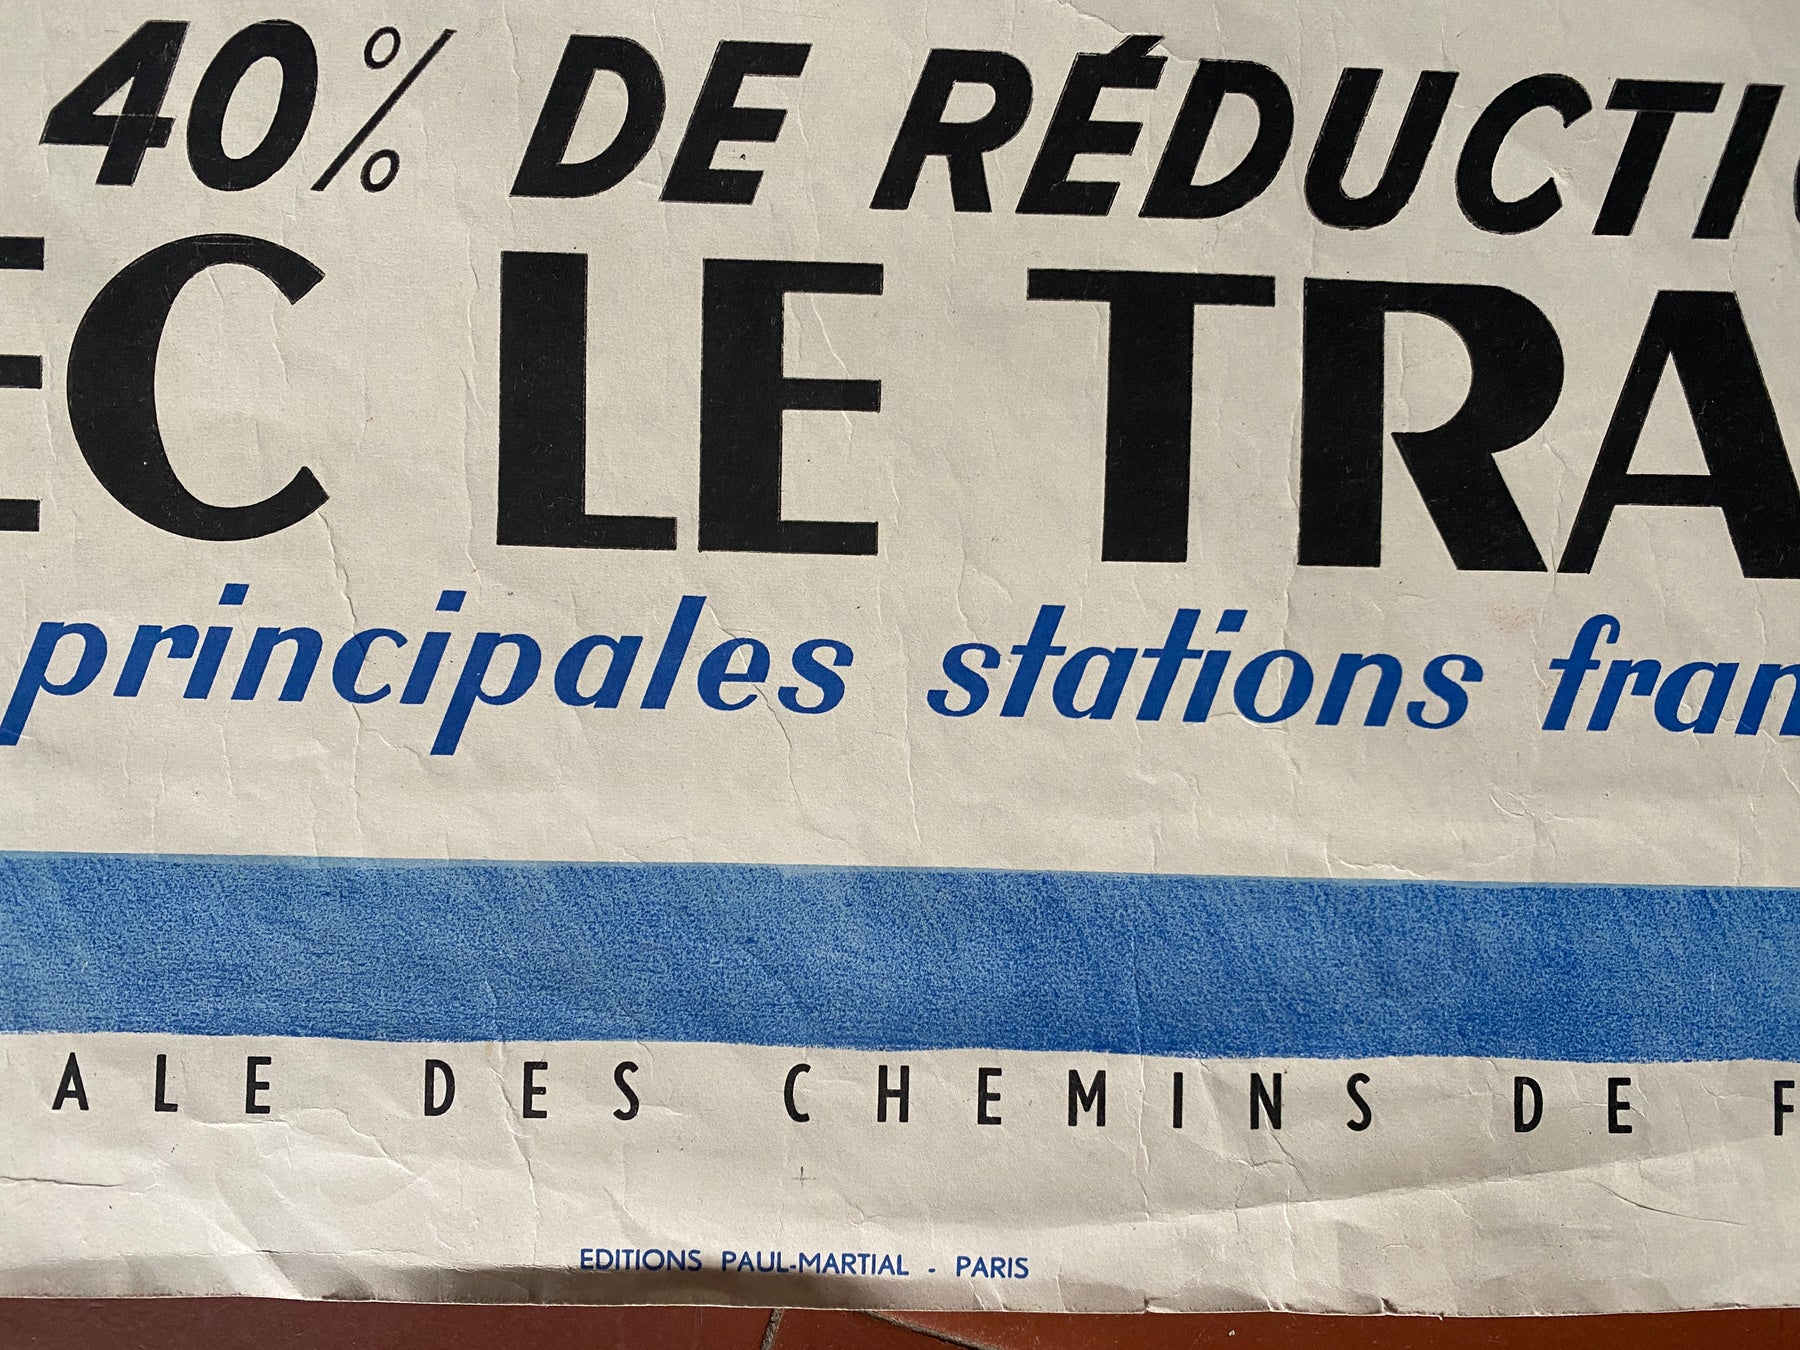 40% DE RÉDUCTI
EC LE TRA
principales stations fran
ALE DES CHEMINS DE F
EDITIONS PAUL-MARTIAL - PARIS